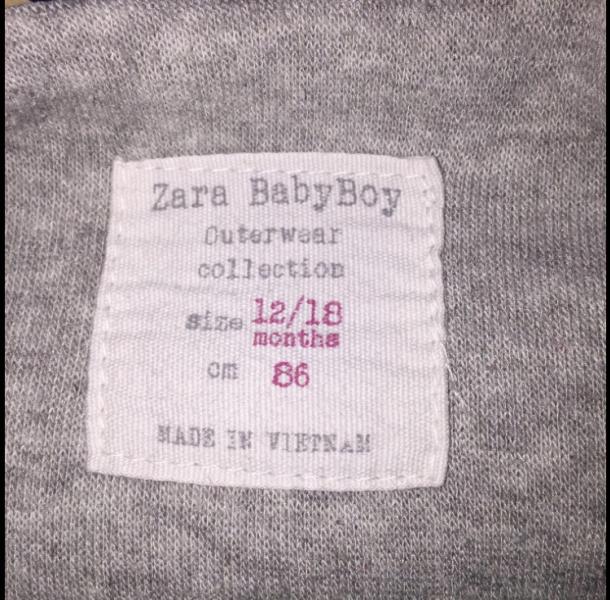 Zara BabyBoy
Outerwear
collection
size 12/18
months
cm 86
MADE IN VIETNAM